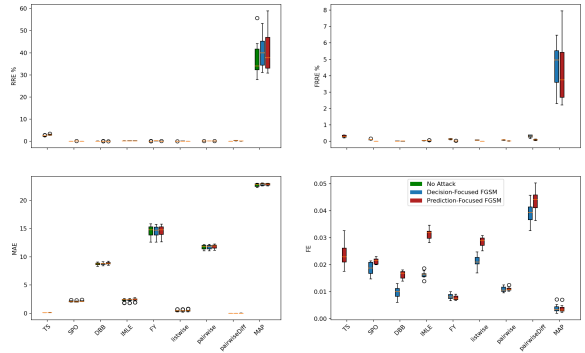 RRE %
60
50
40
30
20
10
0
FRRE %
8
7
6
5
4
3
2
1
0
MAE
20
15
10
5
0
TS
SPO
DBB
IMLE
FY
listwise
pairwise
pairwiseDiff
MAP
FE
0.05
0.04
0.03
0.02
0.01
0.00
No Attack
Decision-Focused FGSM
Prediction-Focused FGSM
TS
SPO
DBB
IMLE
FY
listwise
pairwise
pairwiseDiff
MAP